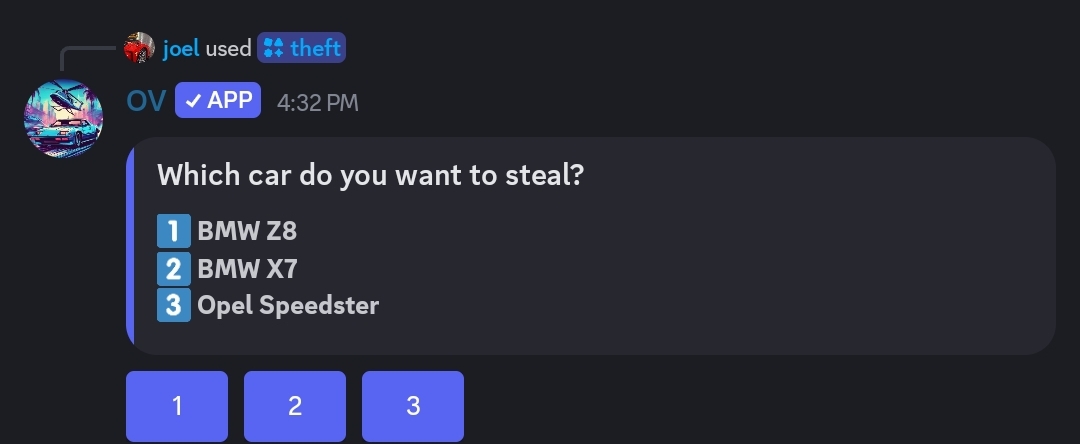 joel used theft
OV ✓ APP 4:32 PM
Which car do you want to steal?
1 BMW Z8
2 BMW X7
3 Opel Speedster
1 2 3